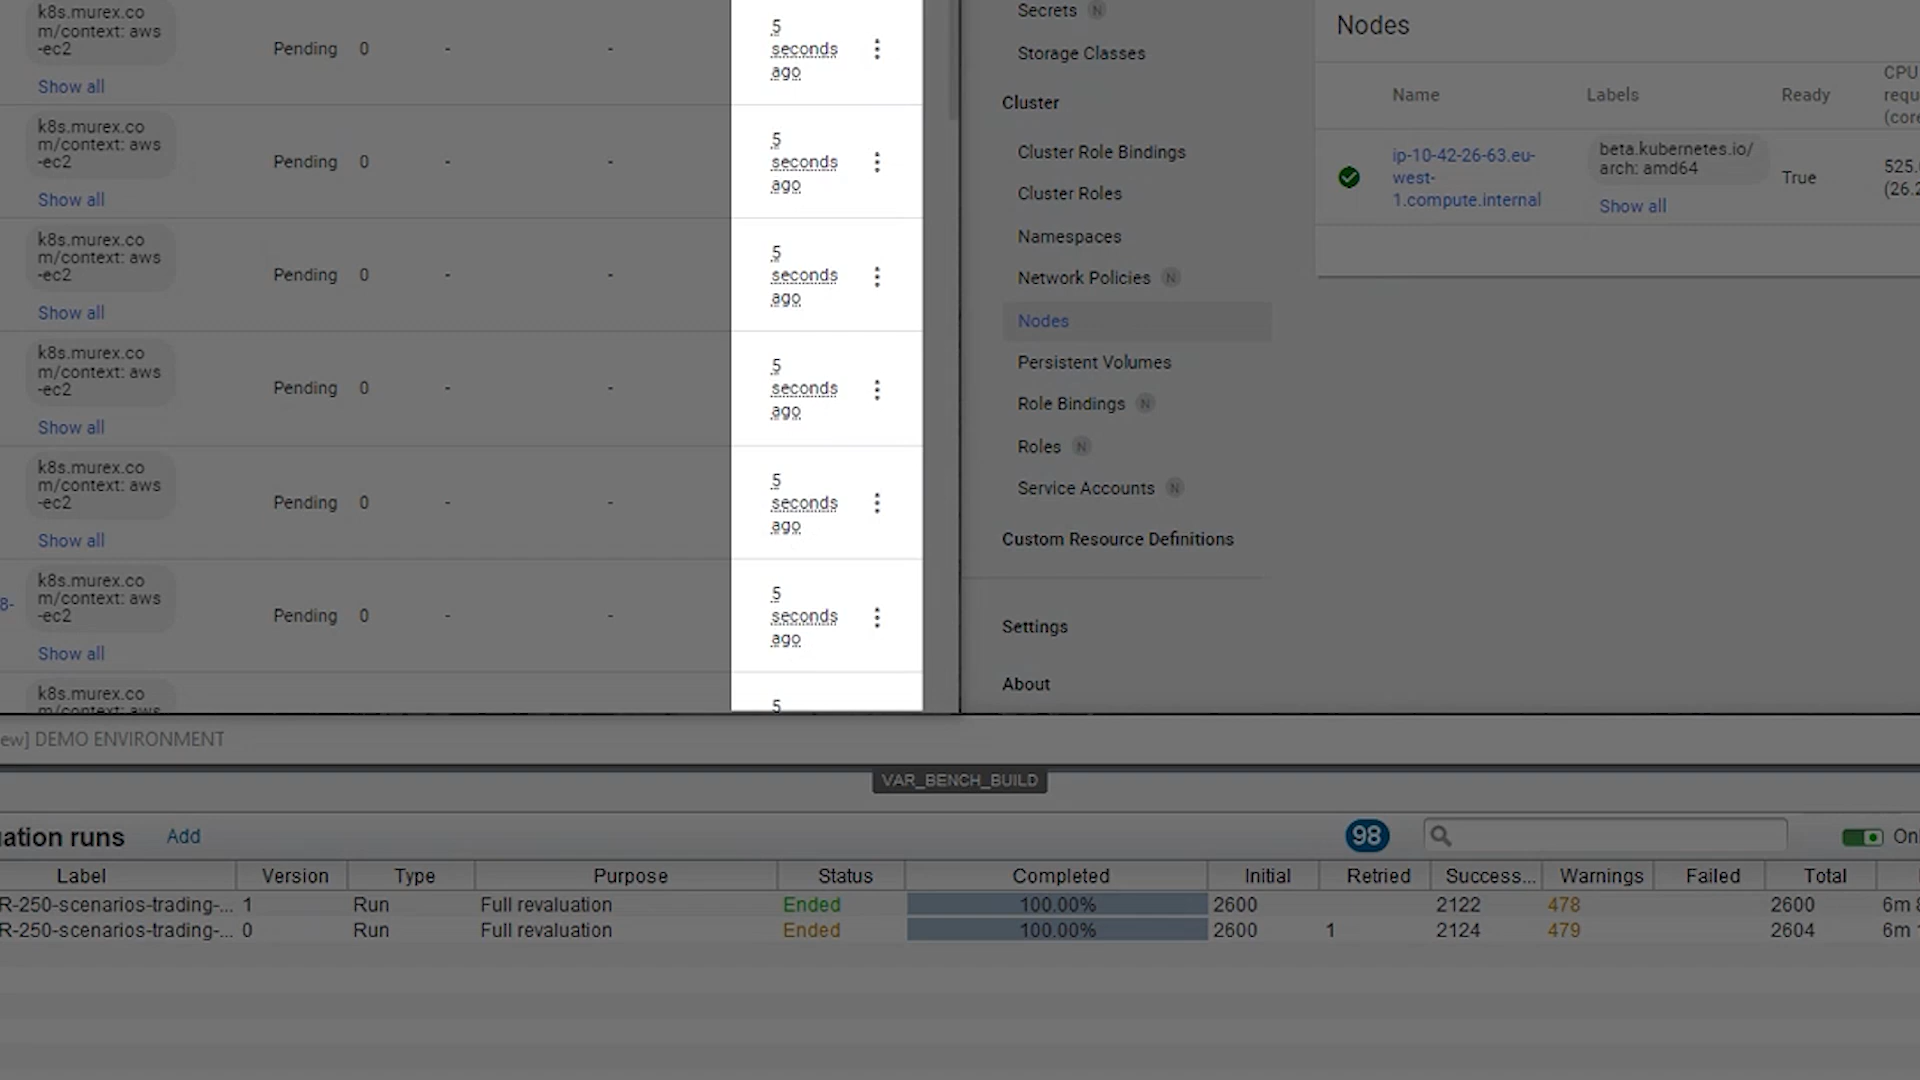 k8s.murex.co
m/context: aws
-ec2
Pending 0 - -
5
seconds
ago
Show all
k8s.murex.co
m/context: aws
-ec2
Pending 0 - -
5
seconds
ago
Show all
k8s.murex.co
m/context: aws
-ec2
Pending 0 - -
5
seconds
ago
Show all
k8s.murex.co
m/context: aws
-ec2
Pending 0 - -
5
seconds
ago
Show all
k8s.murex.co
m/context: aws
-ec2
Pending 0 - -
5
seconds
ago
Show all
8-
k8s.murex.co
m/context: aws
-ec2
Pending 0 - -
5
seconds
ago
Show all
k8s.murex.co
m/context: aws
5
Secrets N
Storage Classes
Cluster
Cluster Role Bindings
Cluster Roles
Namespaces
Network Policies N
Nodes
Persistent Volumes
Role Bindings N
Roles N
Service Accounts N
Custom Resource Definitions
Settings
About
Nodes
Name Labels Ready
CPU
requ
(core
ip-10-42-26-63.eu-
west-
1.compute.internal
beta.kubernetes.io/
arch: amd64
Show all
True
525.
(26.2
ew] DEMO ENVIRONMENT
VAR_BENCH_BUILD
ation runs Add 98 Onl
Label Version Type Purpose Status Completed Initial Retried Success... Warnings Failed Total
R-250-scenarios-trading-... 1 Run Full revaluation Ended 100.00% 2600 2122 478 2600 6m
R-250-scenarios-trading-... 0 Run Full revaluation Ended 100.00% 2600 1 2124 479 2604 6m